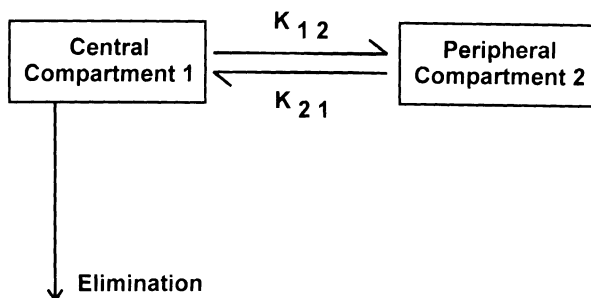 Central
Compartment 1
K 1 2
K 2 1
Peripheral
Compartment 2
Elimination